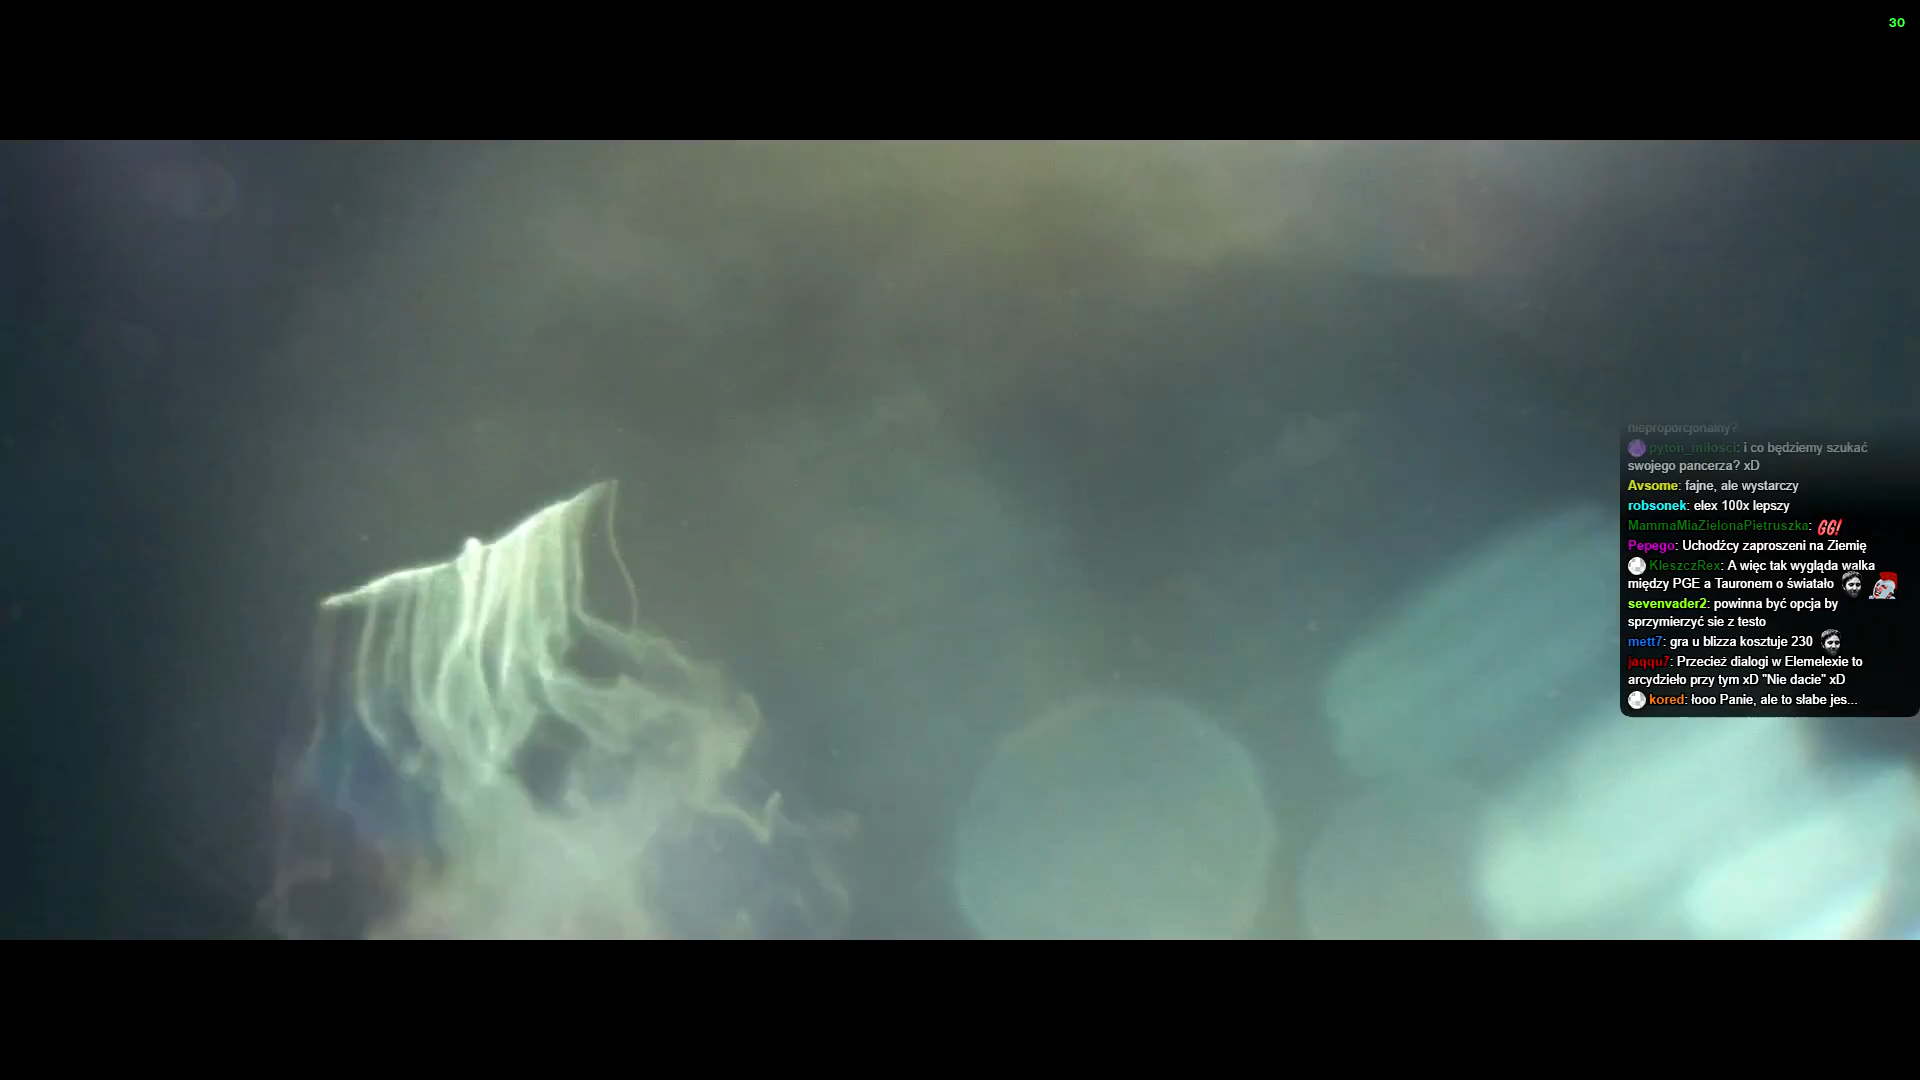 30
nieproporcjonalny?
pyton_milosci: i co będziemy szukać
swojego pancerza? xD
Avsome: fajne, ale wystarczy
robsonek: elex 100x lepszy
MammaMiaZielonaPietruszka: GG!
Pepego: Uchodźcy zaproszeni na Ziemię
KleszczRex: A więc tak wygląda walka
między PGE a Tauronem o światało
sevenvader2: powinna być opcja by
sprzymierzyć sie z testo
mett7: gra u blizza kosztuje 230
jaqqu7: Przecież dialogi w Elemelexie to
arcydzieło przy tym xD "Nie dacie" xD
kored: łooo Panie, ale to słabe jes...